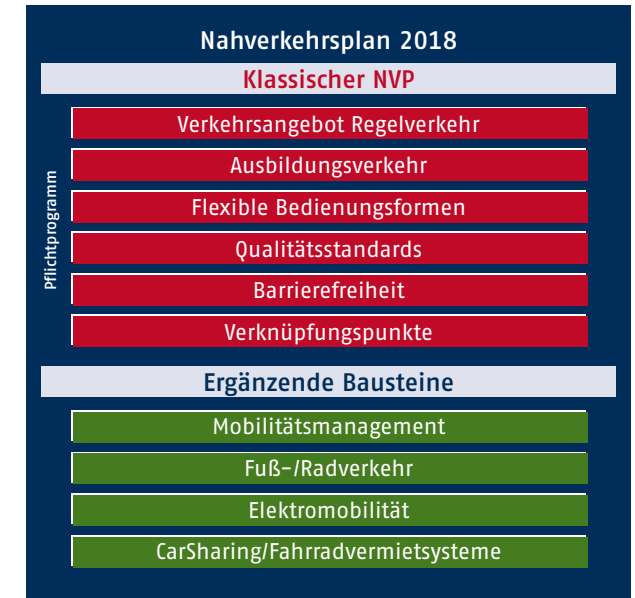 Nahverkehrsplan 2018
Klassischer NVP
Pflichtprogramm
Verkehrsangebot Regelverkehr
Ausbildungsverkehr
Flexible Bedienungsformen
Qualitätsstandards
Barrierefreiheit
Verknüpfungspunkte
Ergänzende Bausteine
Mobilitätsmanagement
Fuß-/Radverkehr
Elektromobilität
CarSharing/Fahrradvermietsysteme